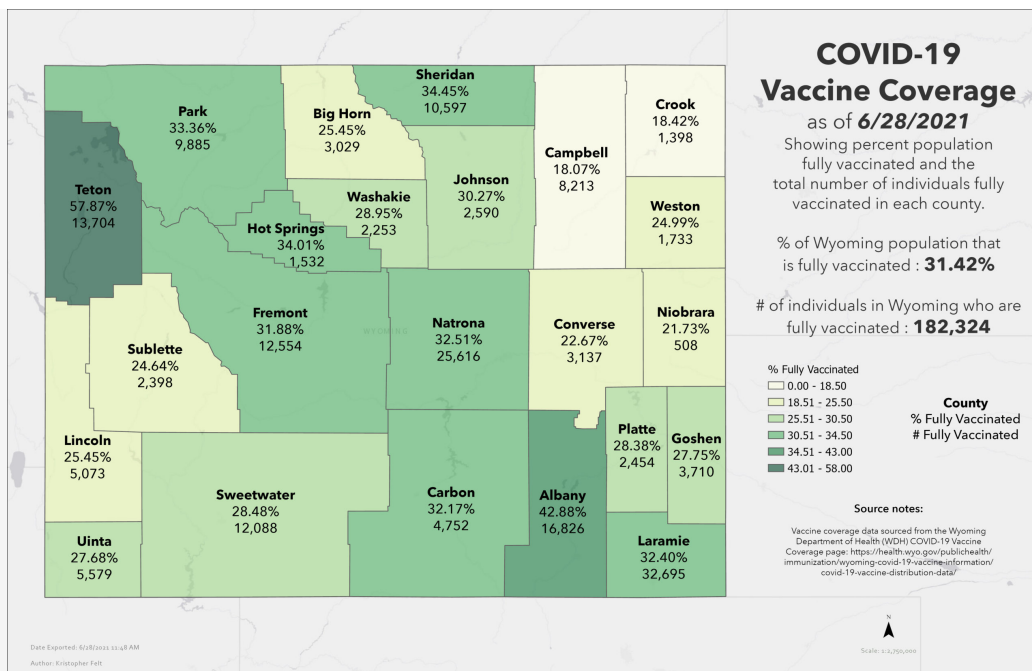 COVID-19
Vaccine Coverage
as of 6/28/2021
Showing percent population
fully vaccinated and the
total number of individuals fully
vaccinated in each county.
% of Wyoming population that
is fully vaccinated : 31.42%
# of individuals in Wyoming who are
fully vaccinated : 182,324
% Fully Vaccinated
0.00 - 18.50
18.51 - 25.50
25.51 - 30.50
30.51 - 34.50
34.51 - 43.00
43.01 - 58.00
County
% Fully Vaccinated
# Fully Vaccinated
Source notes:
Vaccine coverage data sourced from the Wyoming
Department of Health (WDH) COVID-19 Vaccine
Coverage page: https://health.wyo.gov/publichealth/
immunization/wyoming-covid-19-vaccine-information/
covid-19-vaccine-distribution-data/
N
Scale: 1:2,750,000
Sheridan
34.45%
10,597
Park
33.36%
9,885
Big Horn
25.45%
3,029
Crook
18.42%
1,398
Campbell
18.07%
8,213
Teton
57.87%
13,704
Johnson
30.27%
2,590
Washakie
28.95%
2,253
Weston
24.99%
1,733
Hot Springs
34.01%
1,532
Fremont
31.88%
12,554
WYOMING
Natrona
32.51%
25,616
Converse
22.67%
3,137
Niobrara
21.73%
508
Sublette
24.64%
2,398
Lincoln
25.45%
5,073
Platte
28.38%
2,454
Goshen
27.75%
3,710
Sweetwater
28.48%
12,088
Carbon
32.17%
4,752
Albany
42.88%
16,826
Uinta
27.68%
5,579
Laramie
32.40%
32,695
Date Exported: 6/28/2021 11:48 AM
Author: Kristopher Felt